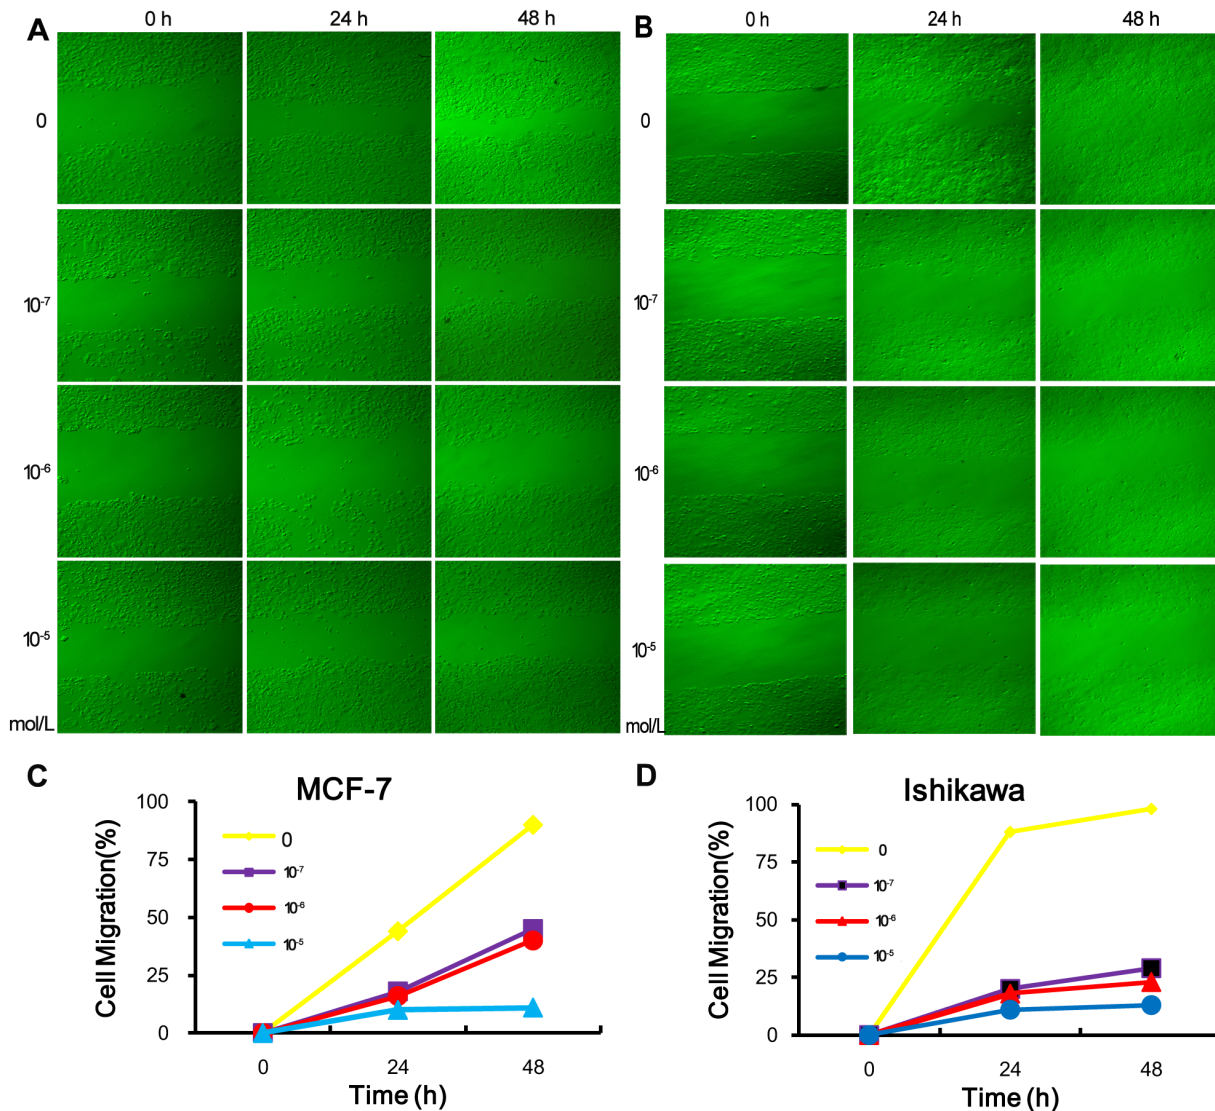 A
0 h
24 h
48 h
0
10⁻⁷
10⁻⁶
10⁻⁵
mol/L
B
0 h
24 h
48 h
0
10⁻⁷
10⁻⁶
10⁻⁵
mol/L
C
MCF-7
Cell Migration(%)
100
75
50
25
0
0
10⁻⁷
10⁻⁶
10⁻⁵
0
24
48
Time (h)
D
Ishikawa
Cell Migration(%)
100
75
50
25
0
0
10⁻⁷
10⁻⁶
10⁻⁵
0
24
48
Time (h)